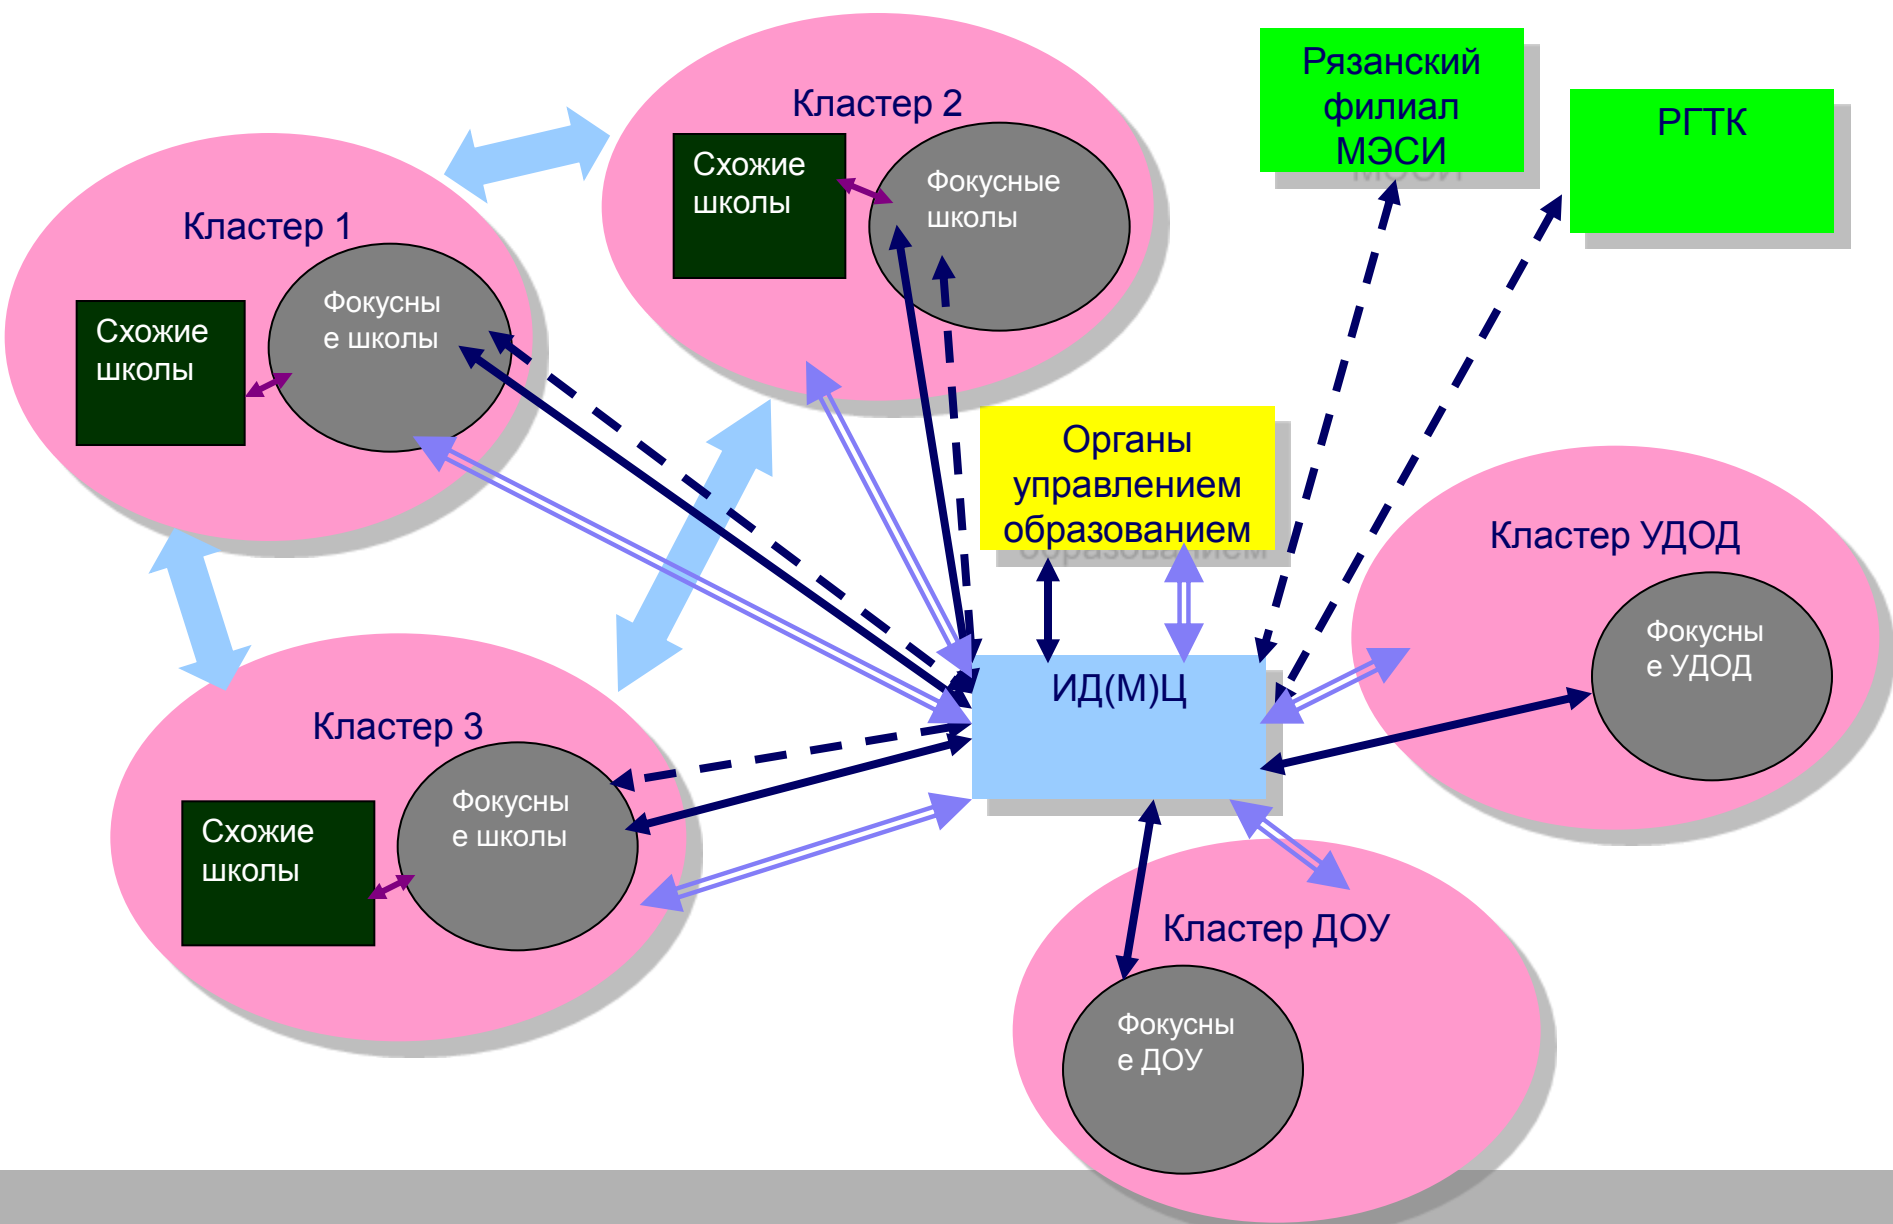 Рязанский
филиал
МЭСИ
РГТК
Кластер 2
Схожие
школы
Фокусные
школы
Кластер 1
Схожие
школы
Фокусны
е школы
Органы
управлением
образованием
Кластер УДОД
Фокусны
е УДОД
ИД(М)Ц
Кластер 3
Схожие
школы
Фокусны
е школы
Кластер ДОУ
Фокусны
е ДОУ